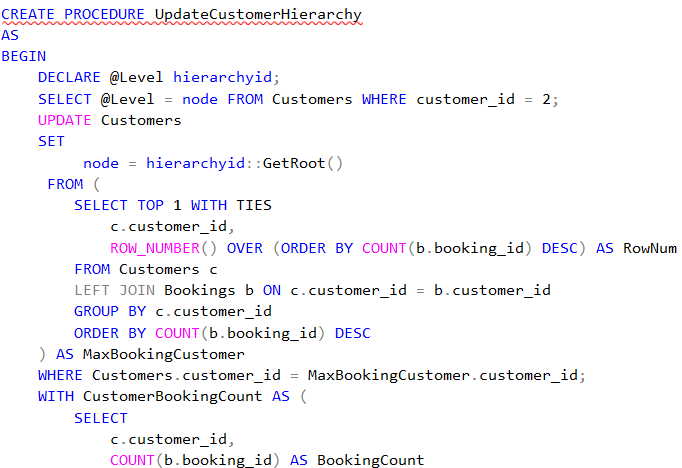 CREATE PROCEDURE UpdateCustomerHierarchy
AS
BEGIN
DECLARE @Level hierarchyid;
SELECT @Level = node FROM Customers WHERE customer_id = 2;
UPDATE Customers
SET
node = hierarchyid::GetRoot()
FROM (
SELECT TOP 1 WITH TIES
c.customer_id,
ROW_NUMBER() OVER (ORDER BY COUNT(b.booking_id) DESC) AS RowNum
FROM Customers c
LEFT JOIN Bookings b ON c.customer_id = b.customer_id
GROUP BY c.customer_id
ORDER BY COUNT(b.booking_id) DESC
) AS MaxBookingCustomer
WHERE Customers.customer_id = MaxBookingCustomer.customer_id;
WITH CustomerBookingCount AS (
SELECT
c.customer_id,
COUNT(b.booking_id) AS BookingCount